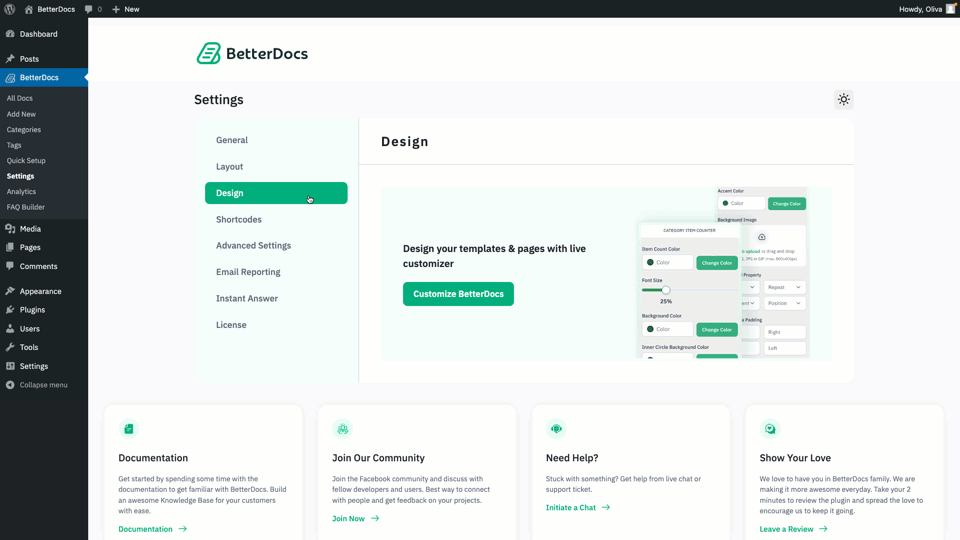 BetterDocs
0
New
Howdy, Oliva
Dashboard
Posts
BetterDocs
All Docs
Add New
Categories
Tags
Quick Setup
Settings
Analytics
FAQ Builder
Media
Pages
Comments
Appearance
Plugins
Users
Tools
Settings
Collapse menu
BetterDocs
Settings
General
Layout
Design
Shortcodes
Advanced Settings
Email Reporting
Instant Answer
License
Design
Design your templates & pages with live
customizer
Customize BetterDocs
CATEGORY ITEM COUNTER
Item Count Color
Color
Change Color
Font Size
25%
Background Color
Color
Change Color
Inner Circle Background Color
Accent Color
Color
Change Color
Background Image
upload or drag and drop
Property
Repeat
Position
Padding
Right
Left
Documentation
Get started by spending some time with the
documentation to get familiar with BetterDocs. Build
an awesome Knowledge Base for your customers
with ease.
Documentation
Join Our Community
Join the Facebook community and discuss with
fellow developers and users. Best way to connect
with people and get feedback on your projects.
Join Now
Need Help?
Stuck with something? Get help from live chat or
support ticket.
Initiate a Chat
Show Your Love
We love to have you in BetterDocs family. We are
making it more awesome everyday. Take your 2
minutes to review the plugin and spread the love to
encourage us to keep it going.
Leave a Review